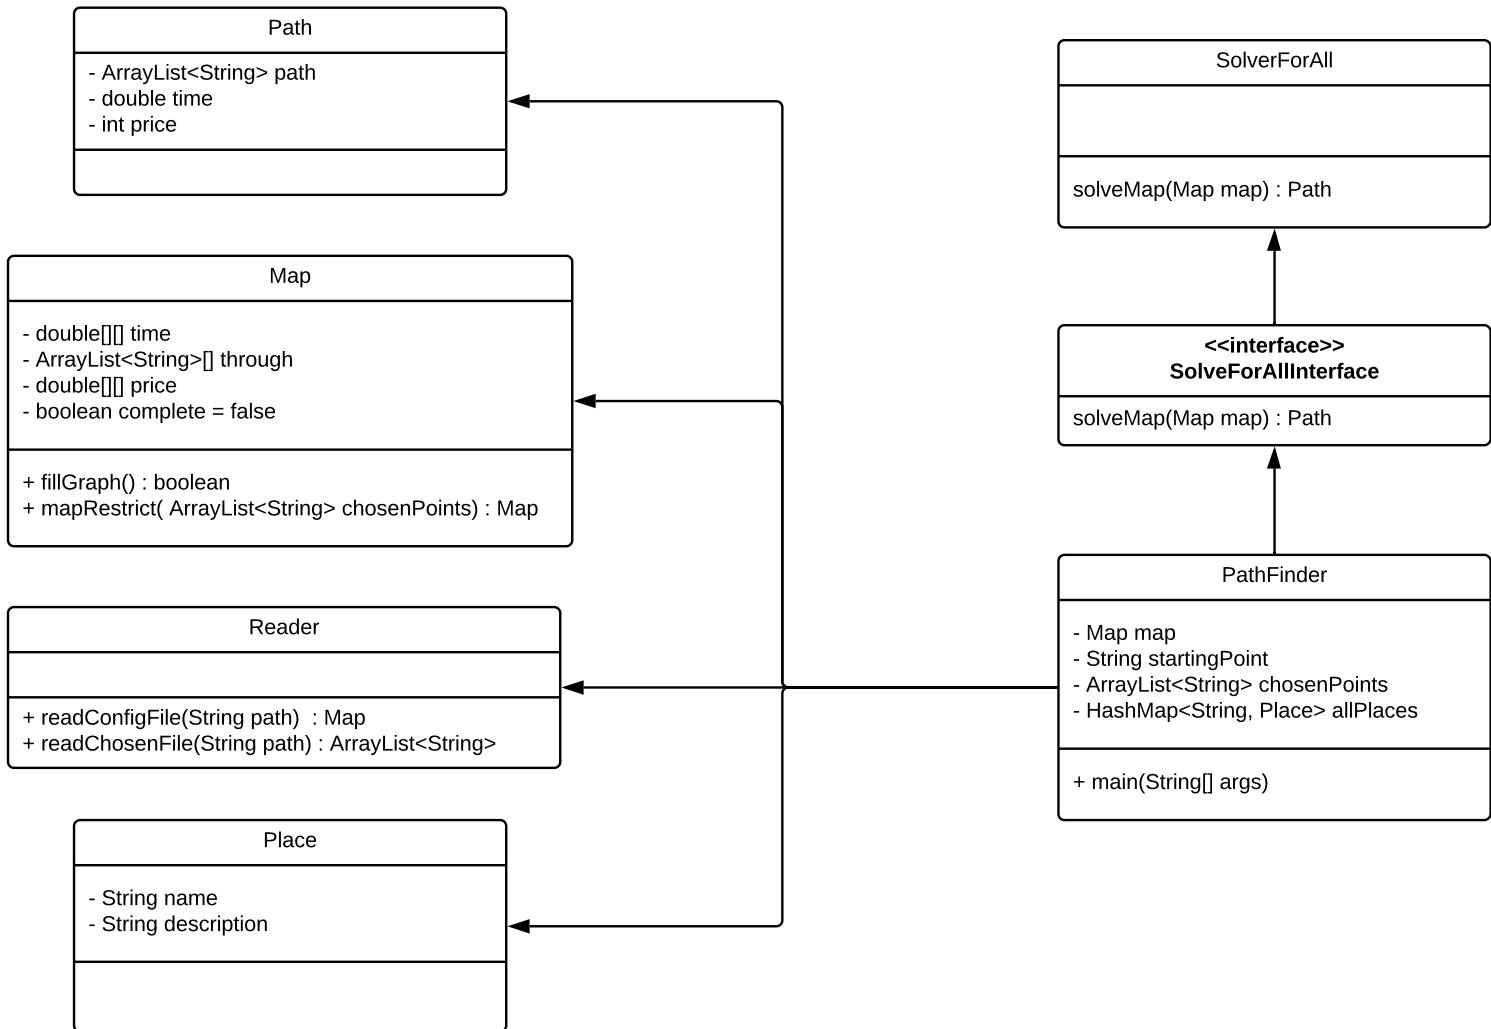 Path
- ArrayList<String> path
- double time
- int price
Map
- double[][] time
- ArrayList<String>[] through
- double[][] price
- boolean complete = false
+ fillGraph() : boolean
+ mapRestrict( ArrayList<String> chosenPoints) : Map
Reader
+ readConfigFile(String path)  : Map
+ readChosenFile(String path) : ArrayList<String>
Place
- String name
- String description
SolverForAll
solveMap(Map map) : Path
<<interface>>
SolveForAllInterface
solveMap(Map map) : Path
PathFinder
- Map map
- String startingPoint
- ArrayList<String> chosenPoints
- HashMap<String, Place> allPlaces
+ main(String[] args)